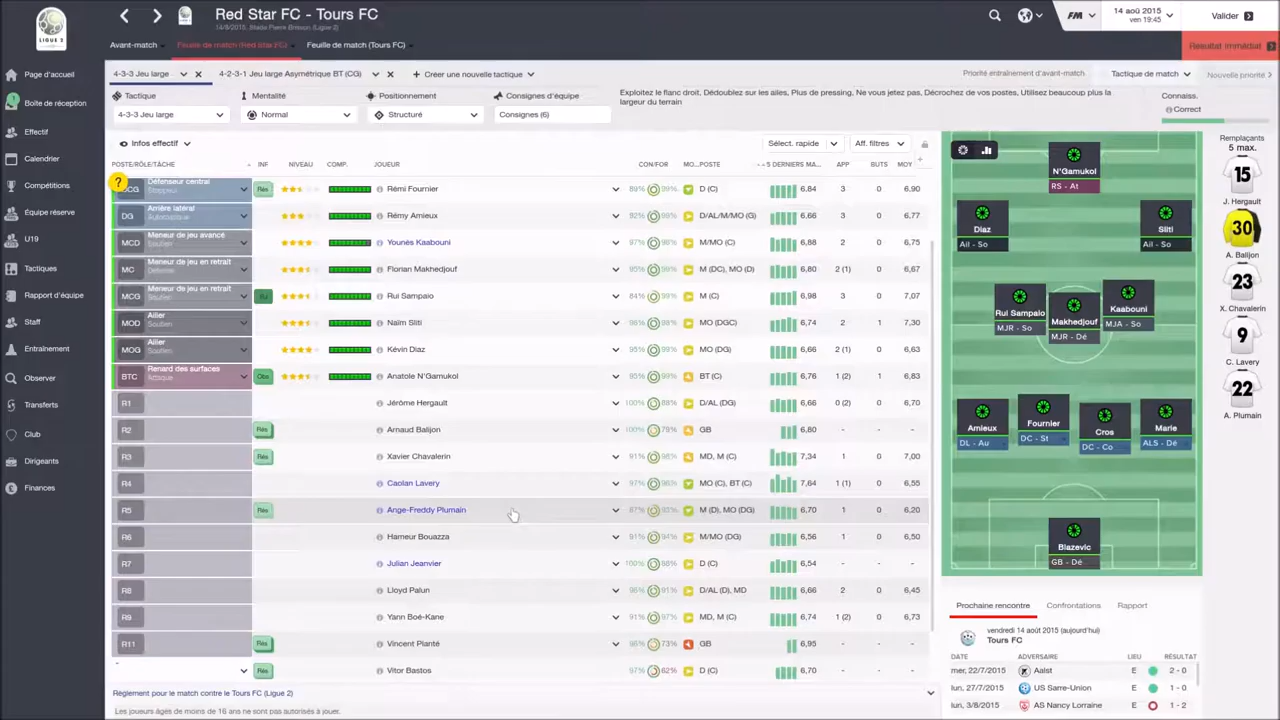 Red Star FC - Tours FC
14/8/2015, Stade Pierre Brisson (Ligue 2)
FM
14 aoû 2015
ven 19:45
Valider
LIGUE 2
Avant-match
Feuille de match (Red Star FC)
Feuille de match (Tours FC)
Résultat immédiat
Page d'accueil
Boîte de réception
Effectif
Calendrier
Compétitions
Équipe réserve
U19
Tactiques
Rapport d'équipe
Staff
Entraînement
Observer
Transferts
Club
Dirigeants
Finances
4-3-3 Jeu large
4-2-3-1 Jeu large Asymétrique BT (CG)
Créer une nouvelle tactique
Priorité entraînement d'avant-match
Tactique de match
Nouvelle priorité
Tactique
Mentalité
Positionnement
Consignes d'équipe
Exploitez le flanc droit, Dédoublez sur les ailes, Plus de pressing, Ne vous jetez pas, Décrochez de vos postes, Utilisez beaucoup plus la
largeur du terrain
Connaiss.
Correct
4-3-3 Jeu large
Normal
Structuré
Consignes (6)
Infos effectif
Sélect. rapide
Aff. filtres
POSTE/RÔLE/TÂCHE INF NIVEAU COMP. JOUEUR CON/FOR MO... POSTE 5 DERNIERS MA... APP BUTS MOY
? DCG Défenseur central Stoppeur Rés Rémi Fournier 89% 99% D (C) 6,84 3 0 6,90
DG Arrière latéral Automatique Rémy Amieux 92% 99% D/AL/M/MO (G) 6,66 3 0 6,77
MCD Meneur de jeu avancé Soutien Younès Kaabouni 97% 98% M/MO (C) 6,88 2 0 6,75
MC Meneur de jeu en retrait Défendre Florian Makhedjouf 95% 99% M (DC), MO (D) 6,80 2 (1) 0 6,67
MCG Meneur de jeu en retrait Soutien Rui Sampaio 84% 99% M (C) 6,98 3 0 7,07
MOD Ailier Soutien Naïm Sliti MO (DGC) 6,74 2 1 7,30
MOG Ailier Soutien Kévin Diaz 95% 99% MO (DG) 6,66 2 (1) 0 6,63
BTC Renard des surfaces Attaque Obs Anatole N'Gamukol 95% 99% BT (C) 6,76 1 (2) 1 6,83
R1 Jérôme Hergault 100% 88% D/AL (DG) 6,66 0 (2) 0 6,70
R2 Rés Arnaud Balijon 100% 79% GB 6,80 - - -
R3 Rés Xavier Chavalerin 91% 98% MD, M (C) 7,34 1 0 7,00
R4 Caolan Lavery 97% 96% MO (C), BT (C) 7,64 1 (1) 0 6,55
R5 Rés Ange-Freddy Plumain M (D), MO (DG) 6,70 1 0 6,20
R6 Hameur Bouazza 91% 94% M/MO (DG) 6,56 1 0 6,50
R7 Julian Jeanvier 100% 88% D (C) 6,54 - - -
R8 Lloyd Palun 96% 91% D/AL (D), MD 6,66 2 0 6,45
R9 Yann Boé-Kane 91% 97% MD, M (C) 6,74 1 (2) 0 6,73
R11 Rés Vincent Planté 98% 73% GB 6,95 - - -
- Rés Vitor Bastos 97% 62% D (C) 6,70 - - -
Règlement pour le match contre le Tours FC (Ligue 2)
Les joueurs âgés de moins de 16 ans ne sont pas autorisés à jouer.
N'Gamukol
RS - At
Diaz
Ail - So
Sliti
Ail - So
Rui Sampaio
MJR - So
Makhedjouf
MJR - Dé
Kaabouni
MJA - So
Amieux
DL - Au
Fournier
DC - St
Cros
DC - Co
Marie
ALS - Dé
Blazevic
GB - Dé
Remplaçants
5 max.
15
J. Hergault
30
A. Balijon
23
X. Chavalerin
9
C. Lavery
22
A. Plumain
Prochaine rencontre
Confrontations
Rapport
vendredi 14 août 2015 (aujourd'hui)
Tours FC
DATE ADVERSAIRE LIEU RÉSULTAT
mer, 22/7/2015 Aalst E 2 - 0
lun, 27/7/2015 US Sarre-Union E 1 - 0
lun, 3/8/2015 AS Nancy Lorraine E 1 - 2